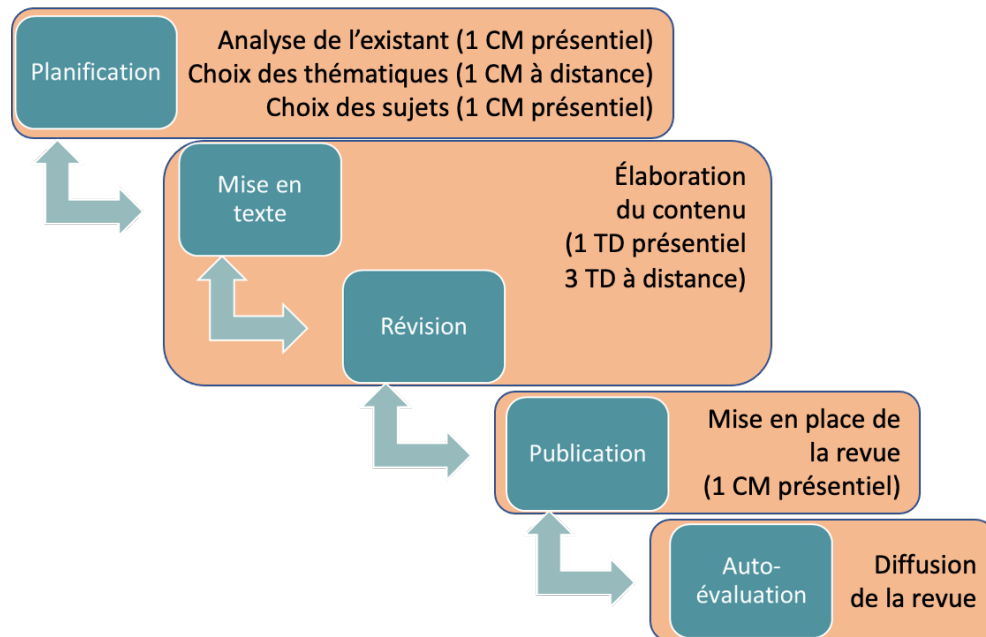 Planification
Analyse de l’existant (1 CM présentiel)
Choix des thématiques (1 CM à distance)
Choix des sujets (1 CM présentiel)
Mise en
texte
Élaboration
du contenu
(1 TD présentiel
3 TD à distance)
Révision
Publication
Mise en place de
la revue
(1 CM présentiel)
Auto-
évaluation
Diffusion
de la revue